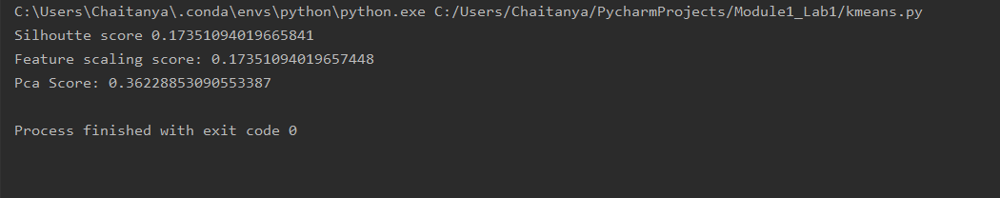 C:\Users\Chaitanya\.conda\envs\python\python.exe C:/Users/Chaitanya/PycharmProjects/Module1_Lab1/kmeans.py
Silhoutte score 0.17351094019665841
Feature scaling score: 0.17351094019657448
Pca Score: 0.36228853090553387
Process finished with exit code 0